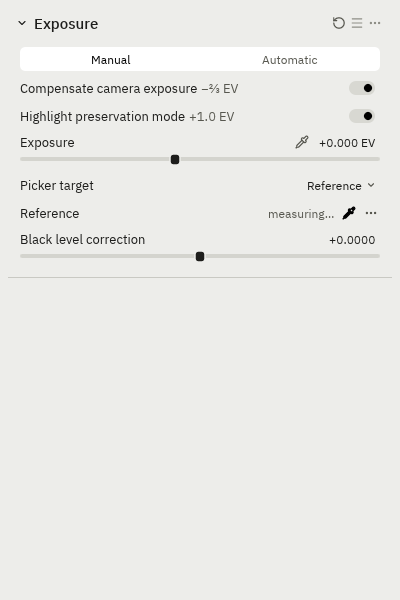 Exposure
Manual Automatic
Compensate camera exposure −⅔ EV
Highlight preservation mode +1.0 EV
Exposure +0.000 EV
Picker target Reference
Reference measuring...
Black level correction +0.0000